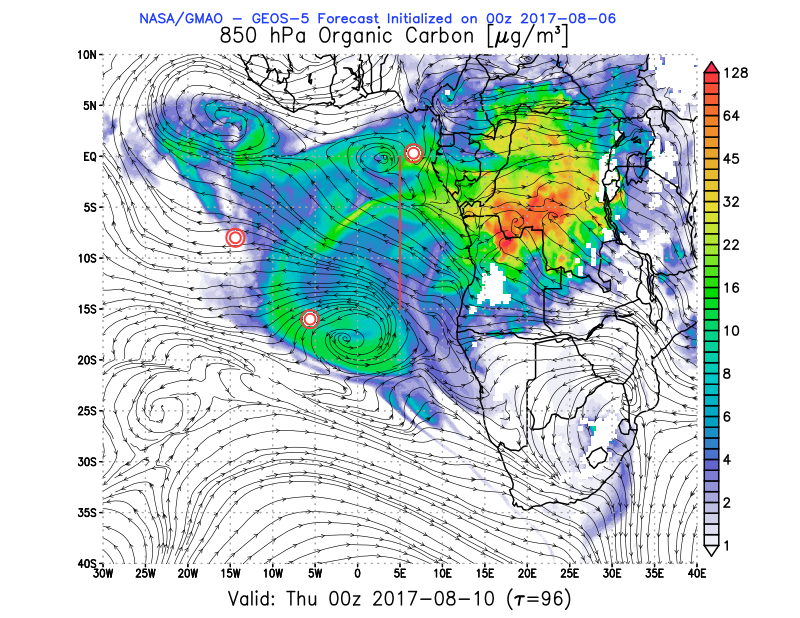 NASA/GMAO – GEOS–5 Forecast Initialized on 00z 2017–08–06
850 hPa Organic Carbon [μg/m³]
10N
5N
EQ
5S
10S
15S
20S
25S
30S
35S
40S
30W 25W 20W 15W 10W 5W 0 5E 10E 15E 20E 25E 30E 35E 40E
128
64
45
32
22
16
10
8
6
4
2
1
Valid: Thu 00z 2017–08–10 (τ=96)